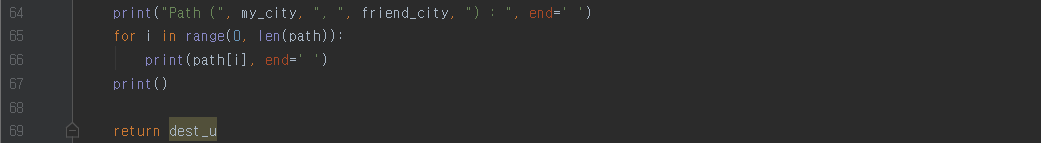 64 print("Path (", my_city, ", ", friend_city, ") : ", end=' ')
65 for i in range(0, len(path)):
66 print(path[i], end=' ')
67 print()
68
69 return dest_u